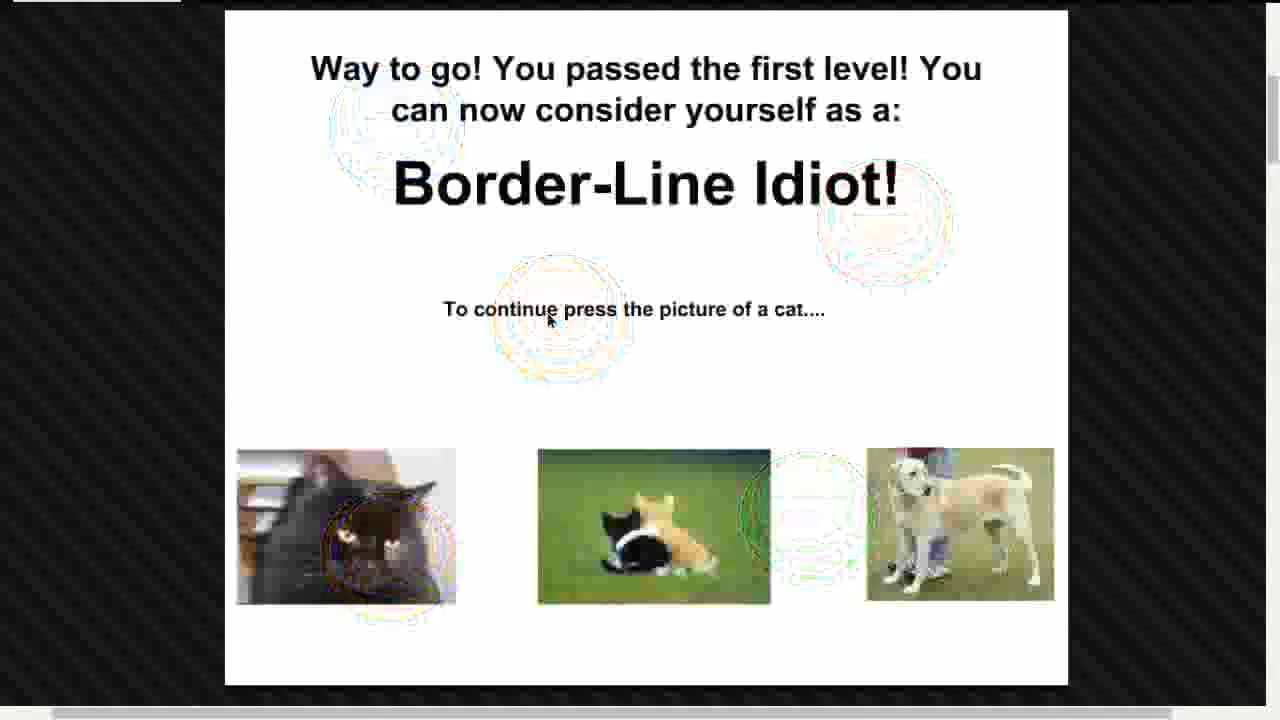 Way to go! You passed the first level! You
can now consider yourself as a:
Border-Line Idiot!
To continue press the picture of a cat....